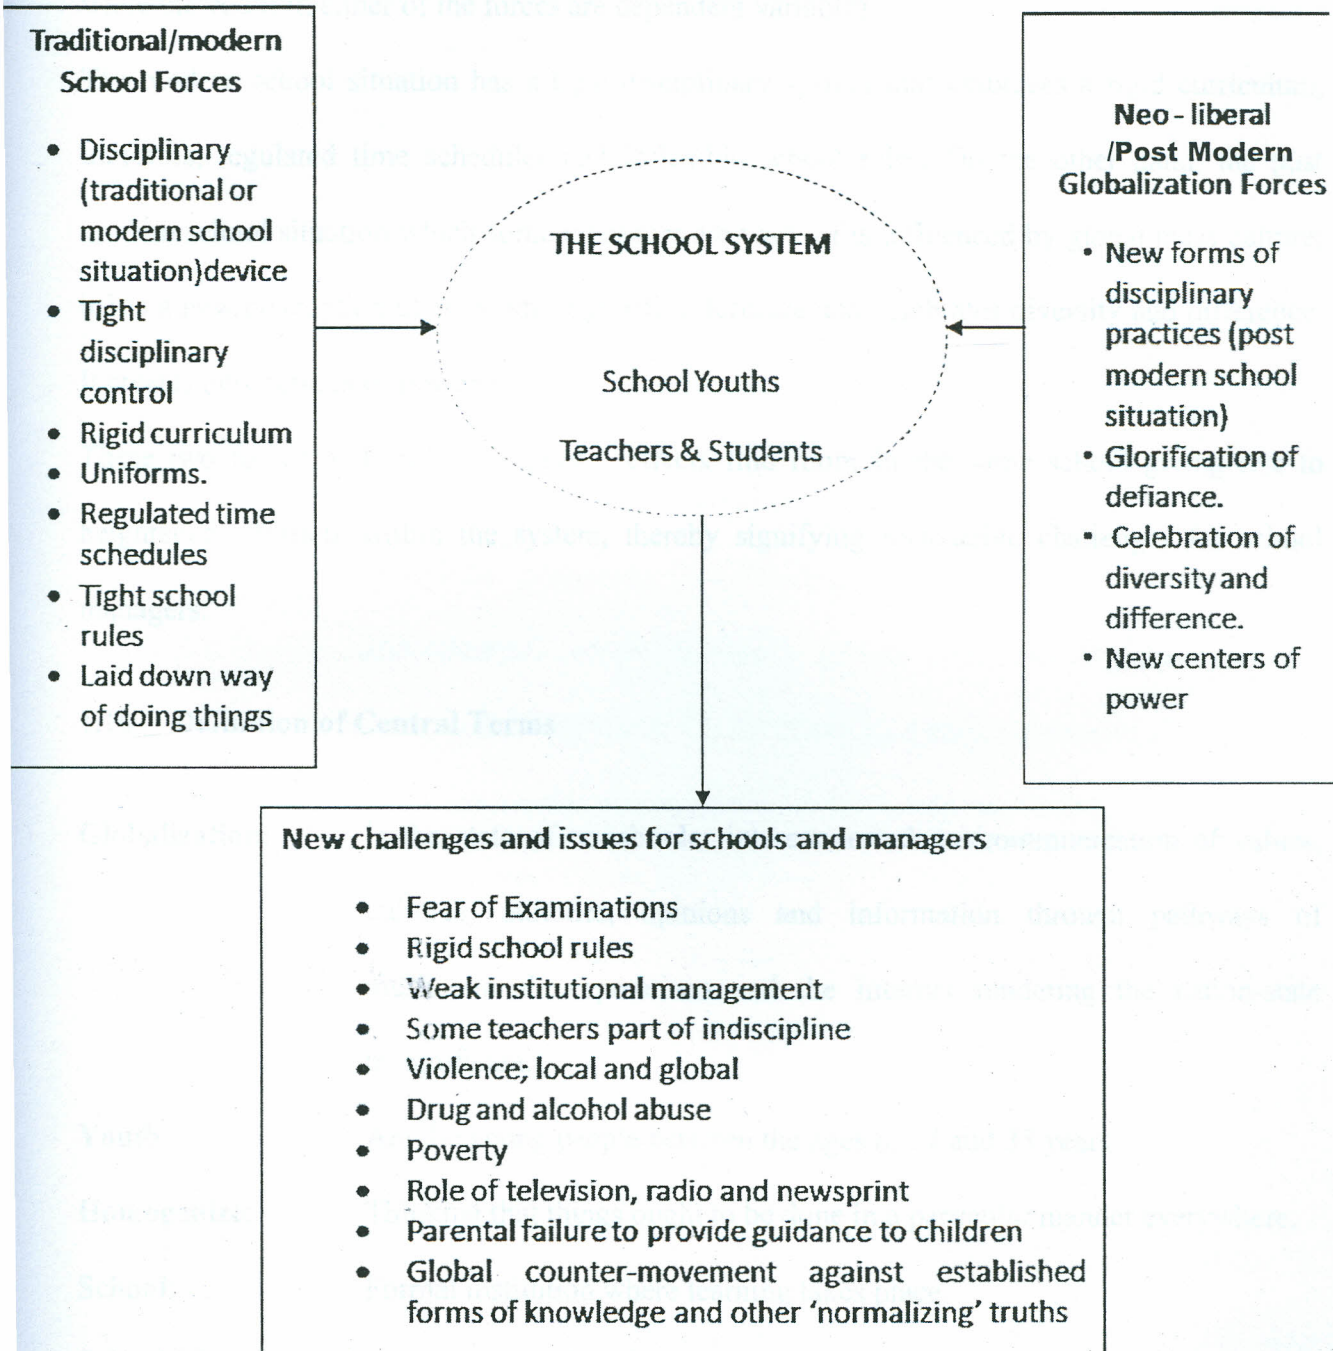 Traditional/modern
School Forces
• Disciplinary
(traditional or
modern school
situation)device
• Tight
disciplinary
control
• Rigid curriculum
• Uniforms.
• Regulated time
schedules
• Tight school
rules
• Laid down way
of doing things
THE SCHOOL SYSTEM
School Youths
Teachers & Students
Neo - liberal
/Post Modern
Globalization Forces
• New forms of
disciplinary
practices (post
modern school
situation)
• Glorification of
defiance.
• Celebration of
diversity and
difference.
• New centers of
power
New challenges and issues for schools and managers
• Fear of Examinations
• Rigid school rules
• Weak institutional management
• Some teachers part of indiscipline
• Violence; local and global
• Drug and alcohol abuse
• Poverty
• Role of television, radio and newsprint
• Parental failure to provide guidance to children
• Global counter-movement against established
forms of knowledge and other ‘normalizing’ truths